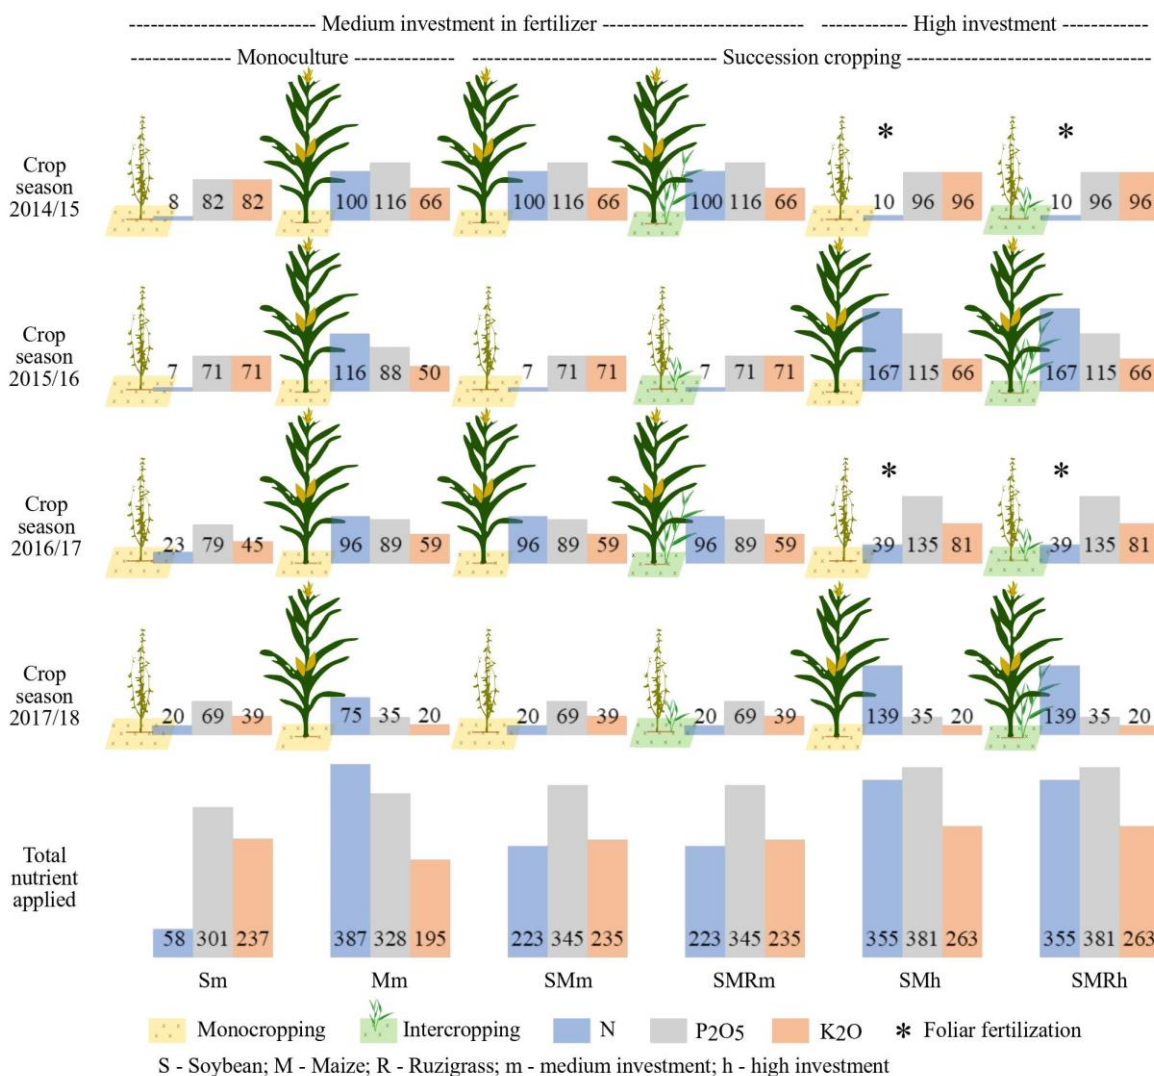 Medium investment in fertilizer High investment
Monoculture Succession cropping
* *
Crop season 2014/15
8 82 82 100 116 66 100 116 66 100 116 66 10 96 96 10 96 96
Crop season 2015/16
7 71 71 116 88 50 7 71 71 7 71 71 167 115 66 167 115 66
* *
Crop season 2016/17
23 79 45 96 89 59 96 89 59 96 89 59 39 135 81 39 135 81
Crop season 2017/18
20 69 39 75 35 20 20 69 39 20 69 39 139 35 20 139 35 20
Total nutrient applied
58 301 237 387 328 195 223 345 235 223 345 235 355 381 263 355 381 263
Sm Mm SMm SMRm SMh SMRh
Monocropping Intercropping N P2O5 K2O * Foliar fertilization
S - Soybean; M - Maize; R - Ruzigrass; m - medium investment; h - high investment